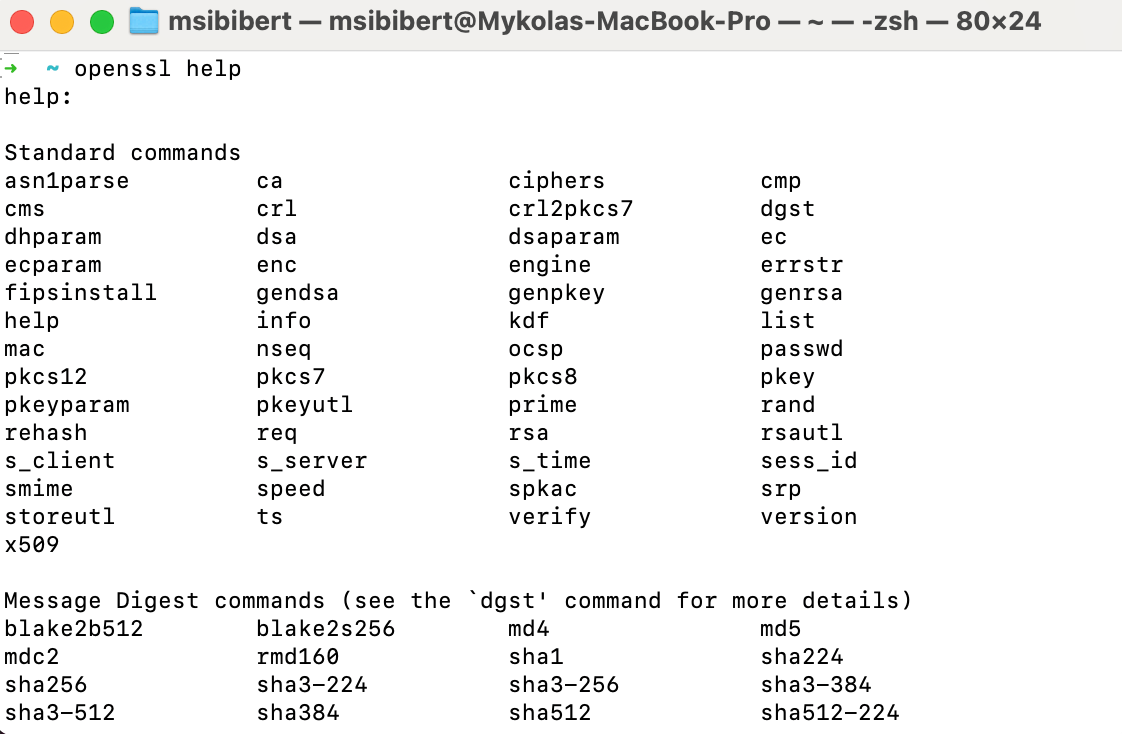 msibibert — msibibert@Mykolas-MacBook-Pro — ~ — -zsh — 80×24
➜  ~ openssl help
help:

Standard commands
asn1parse         ca                ciphers           cmp
cms               crl               crl2pkcs7         dgst
dhparam           dsa               dsaparam          ec
ecparam           enc               engine            errstr
fipsinstall       gendsa            genpkey           genrsa
help              info              kdf               list
mac               nseq              ocsp              passwd
pkcs12            pkcs7             pkcs8             pkey
pkeyparam         pkeyutl           prime             rand
rehash            req               rsa               rsautl
s_client          s_server          s_time            sess_id
smime             speed             spkac             srp
storeutl          ts                verify            version
x509

Message Digest commands (see the `dgst' command for more details)
blake2b512        blake2s256        md4               md5
mdc2              rmd160            sha1              sha224
sha256            sha3-224          sha3-256          sha3-384
sha3-512          sha384            sha512            sha512-224